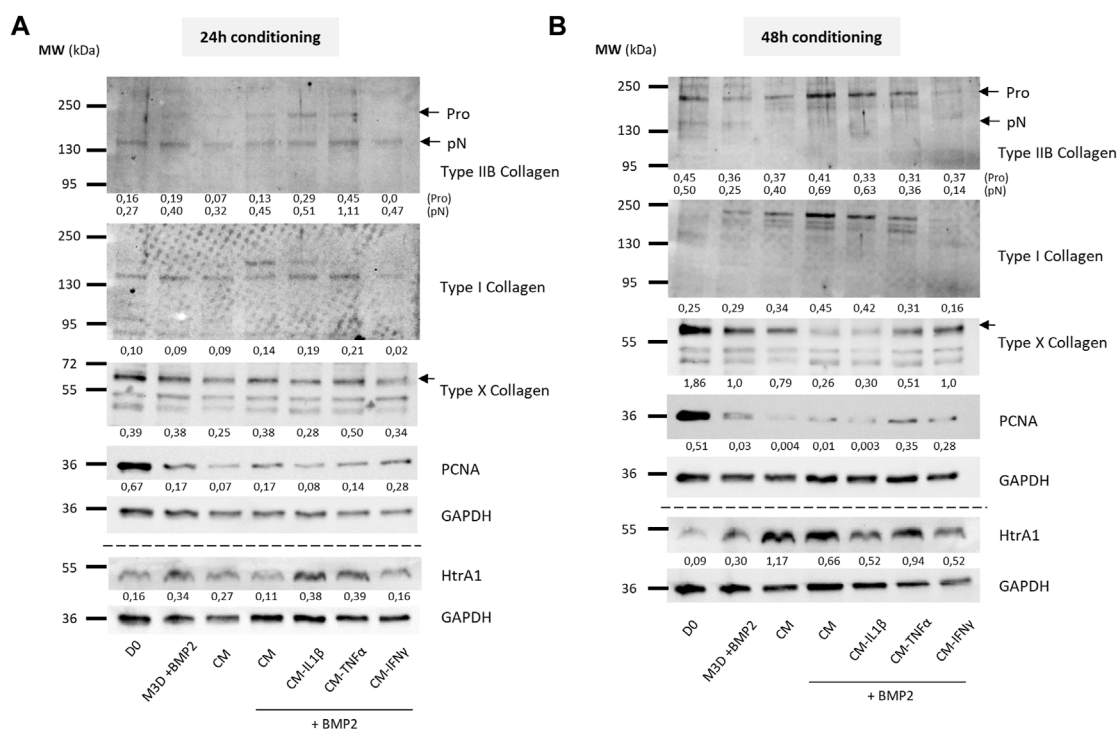 A
24h conditioning
MW (kDa)
250
130
95
Pro
pN
Type IIB Collagen
0,16 0,19 0,07 0,13 0,29 0,45 0,0 (Pro)
0,27 0,40 0,32 0,45 0,51 1,11 0,47 (pN)
250
130
95
Type I Collagen
0,10 0,09 0,09 0,14 0,19 0,21 0,02
72
55
Type X Collagen
0,39 0,38 0,25 0,38 0,28 0,50 0,34
36
PCNA
0,67 0,17 0,07 0,17 0,08 0,14 0,28
36
GAPDH
55
HtrA1
0,16 0,34 0,27 0,11 0,38 0,39 0,16
36
GAPDH
D0
M3D +BMP2
CM
CM
CM-IL1β
CM-TNFα
CM-IFNγ
+ BMP2
B
48h conditioning
MW (kDa)
250
130
95
Pro
pN
Type IIB Collagen
0,45 0,36 0,37 0,41 0,33 0,31 0,37 (Pro)
0,50 0,25 0,40 0,69 0,63 0,36 0,14 (pN)
250
130
95
Type I Collagen
0,25 0,29 0,34 0,45 0,42 0,31 0,16
55
Type X Collagen
1,86 1,0 0,79 0,26 0,30 0,51 1,0
36
PCNA
0,51 0,03 0,004 0,01 0,003 0,35 0,28
36
GAPDH
55
HtrA1
0,09 0,30 1,17 0,66 0,52 0,94 0,52
36
GAPDH
D0
M3D +BMP2
CM
CM
CM-IL1β
CM-TNFα
CM-IFNγ
+ BMP2